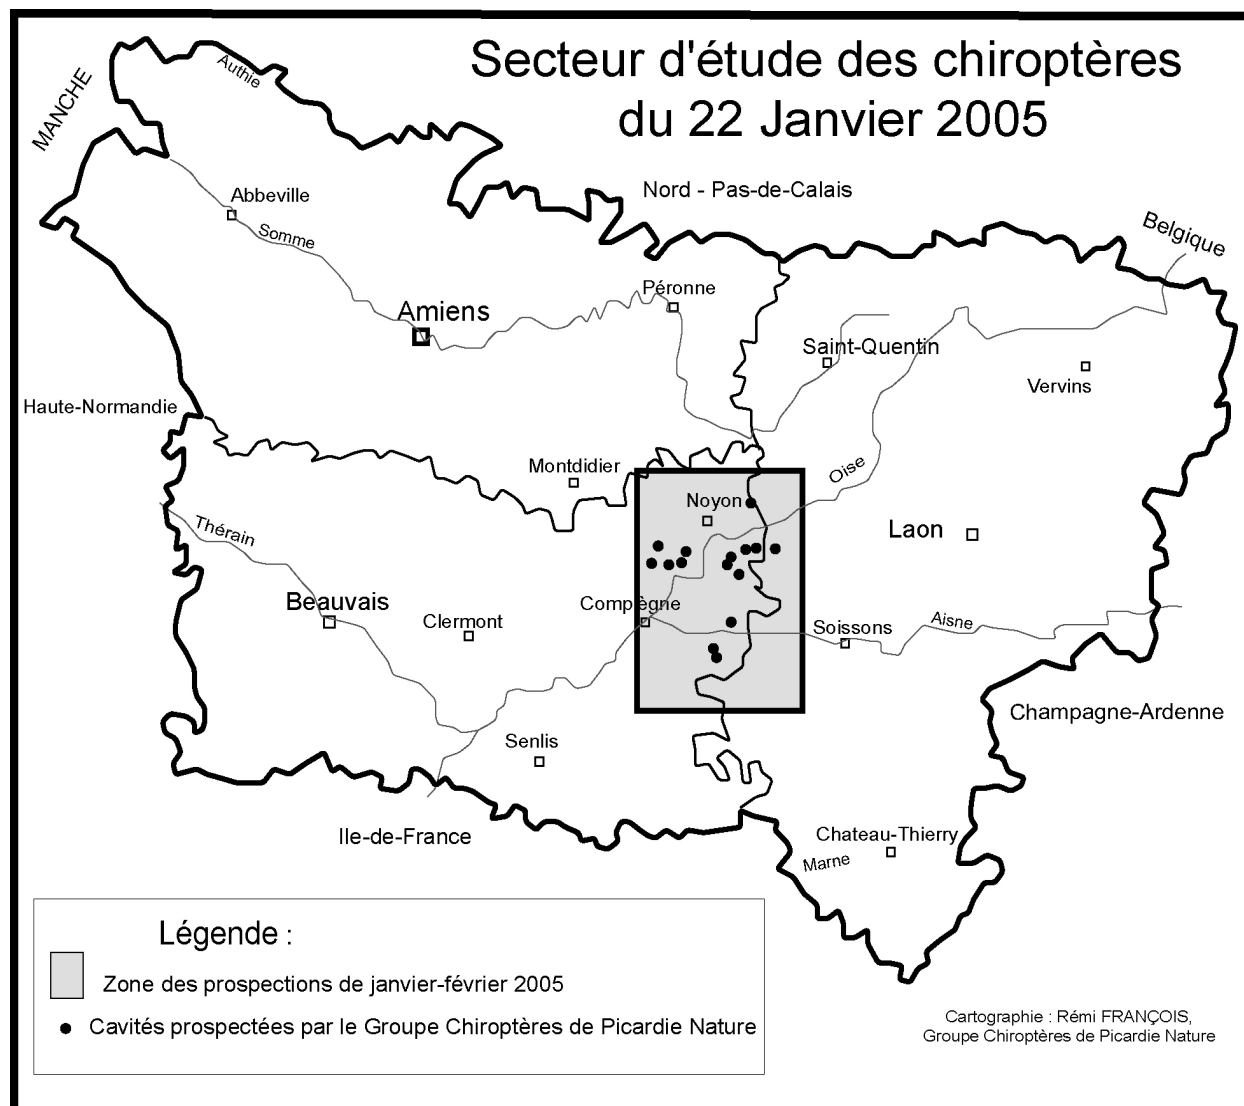 Secteur d'étude des chiroptères
du 22 Janvier 2005
MANCHE
Authie
Nord - Pas-de-Calais
Abbeville
Belgique
Somme
Péronne
Amiens
Saint-Quentin
Vervins
Haute-Normandie
Montdidier
Oise
Noyon
Thérain
Laon
Beauvais
Compiègne
Clermont
Aisne
Soissons
Champagne-Ardenne
Senlis
Ile-de-France
Chateau-Thierry
Marne
Légende :
Zone des prospections de janvier-février 2005
Cavités prospectées par le Groupe Chiroptères de Picardie Nature
Cartographie : Rémi FRANÇOIS,
Groupe Chiroptères de Picardie Nature